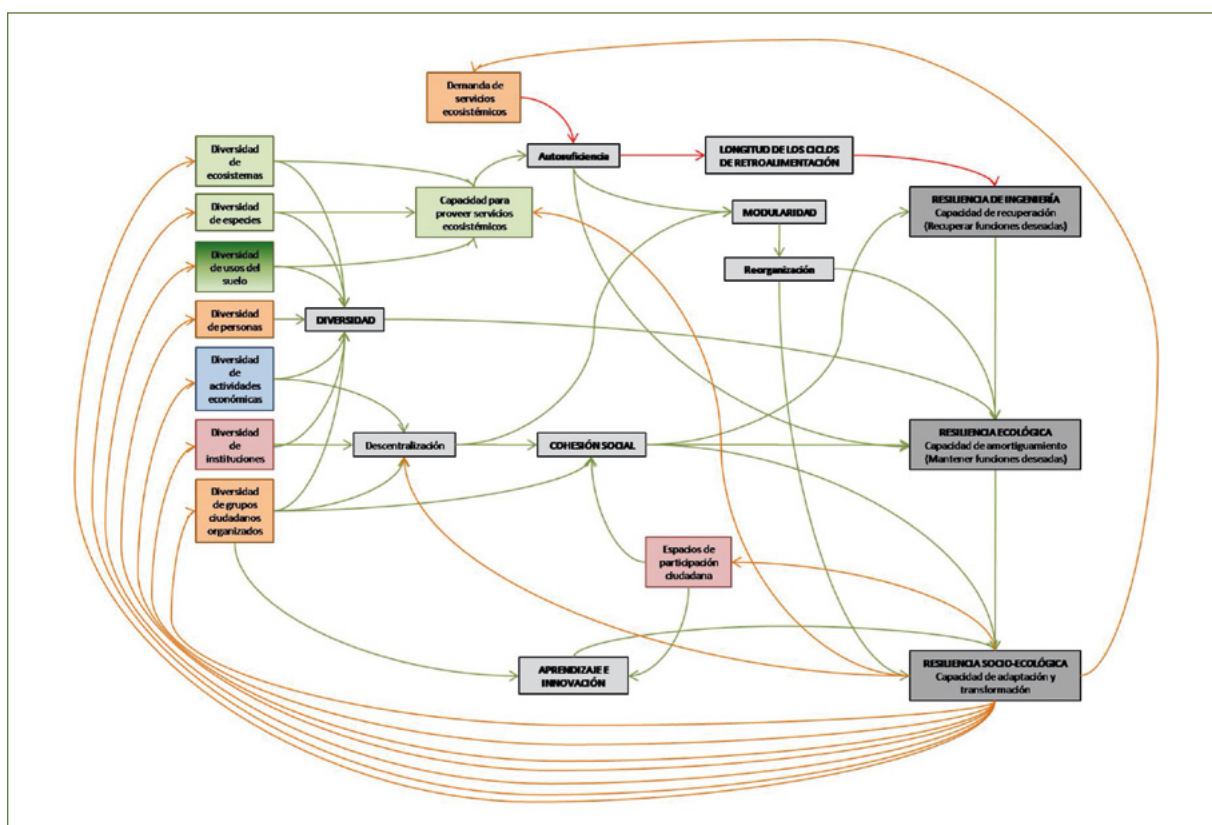 Demanda de
servicios
ecosistémicos
Diversidad
de
ecosistemas
Autosuficiencia
LONGITUD DE LOS CICLOS
DE RETROALIMENTACIÓN
Diversidad
de especies
Capacidad para
proveer servicios
ecosistémicos
MODULARIDAD
RESILIENCIA DE INGENIERÍA
Capacidad de recuperación
(Recuperar funciones deseadas)
Diversidad
de usos del
suelo
Reorganización
Diversidad
de personas
DIVERSIDAD
Diversidad
de
actividades
económicas
Diversidad
de
instituciones
Descentralización
COHESIÓN SOCIAL
RESILIENCIA ECOLÓGICA
Capacidad de amortiguamiento
(Mantener funciones deseadas)
Diversidad
de grupos
ciudadanos
organizados
Espacios de
participación
ciudadana
APRENDIZAJE E
INNOVACIÓN
RESILIENCIA SOCIO-ECOLÓGICA
Capacidad de adaptación y
transformación